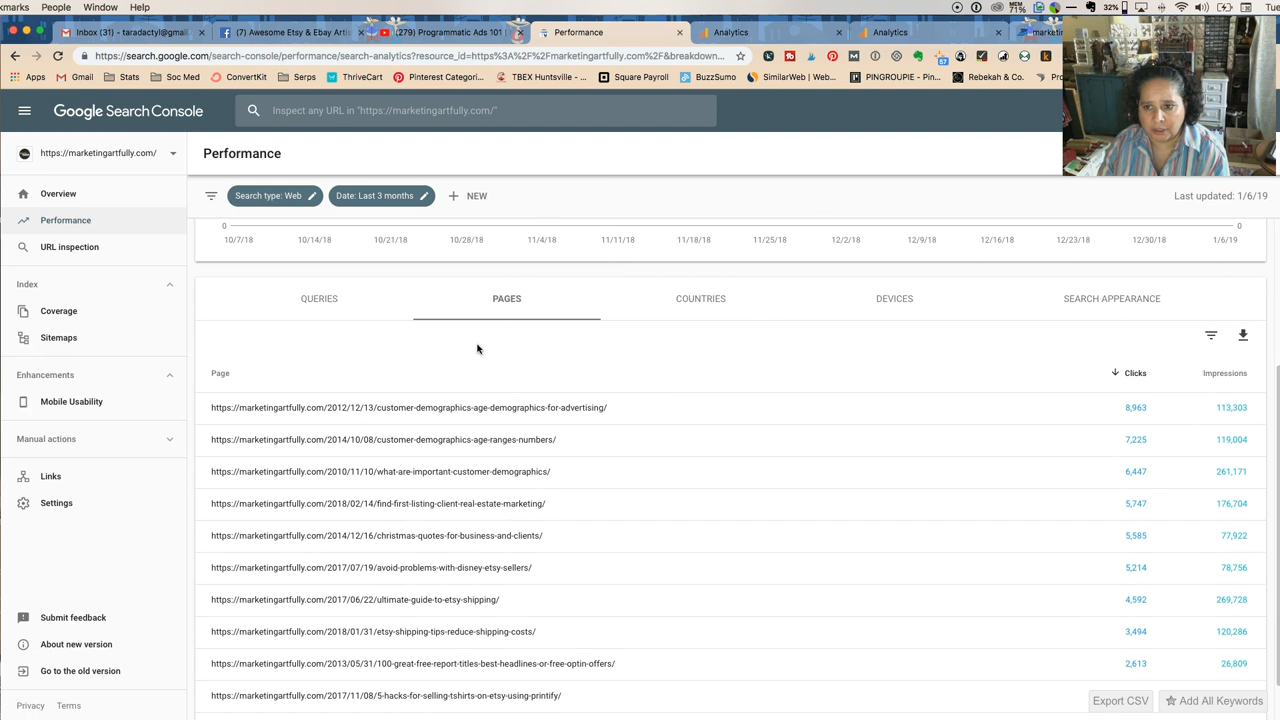 makers Window Help
MEM 71% 32% Tue
Inbox (31) - taradactyl@gmail (7) Awesome Etsy & Ebay Arti (279) Programmatic Ads 101 Performance Analytics Analytics marketin
https://search.google.com/search-console/performance/search-analytics?resource_id=https%3A%2F%2Fmarketingartfully.com%2F&breakdown...
Apps Gmail Stats Soc Med ConvertKit Serps ThriveCart Pinterest Categori... TBEX Huntsville -... Square Payroll BuzzSumo SimilarWeb | Web... PINGROUPIE - Pin... Rebekah & Co.
Google Search Console Inspect any URL in "https://marketingartfully.com/"
https://marketingartfully.com/
Performance
Overview
Search type: Web Date: Last 3 months NEW Last updated: 1/6/19
Performance
0 0
10/7/18 10/14/18 10/21/18 10/28/18 11/4/18 11/11/18 11/18/18 11/25/18 12/2/18 12/9/18 12/16/18 12/23/18 12/30/18 1/6/19
URL inspection
Index
QUERIES PAGES COUNTRIES DEVICES SEARCH APPEARANCE
Coverage
Sitemaps
Enhancements
Page Clicks Impressions
Mobile Usability
https://marketingartfully.com/2012/12/13/customer-demographics-age-demographics-for-advertising/ 8,963 113,303
Manual actions
https://marketingartfully.com/2014/10/08/customer-demographics-age-ranges-numbers/ 7,225 119,004
Links
https://marketingartfully.com/2010/11/10/what-are-important-customer-demographics/ 6,447 261,171
Settings
https://marketingartfully.com/2018/02/14/find-first-listing-client-real-estate-marketing/ 5,747 176,704
https://marketingartfully.com/2014/12/16/christmas-quotes-for-business-and-clients/ 5,585 77,922
https://marketingartfully.com/2017/07/19/avoid-problems-with-disney-etsy-sellers/ 5,214 78,756
https://marketingartfully.com/2017/06/22/ultimate-guide-to-etsy-shipping/ 4,592 269,728
Submit feedback
https://marketingartfully.com/2018/01/31/etsy-shipping-tips-reduce-shipping-costs/ 3,494 120,286
About new version
https://marketingartfully.com/2013/05/31/100-great-free-report-titles-best-headlines-or-free-optin-offers/ 2,613 26,809
Go to the old version
https://marketingartfully.com/2017/11/08/5-hacks-for-selling-tshirts-on-etsy-using-printify/
Export CSV Add All Keywords
Privacy Terms